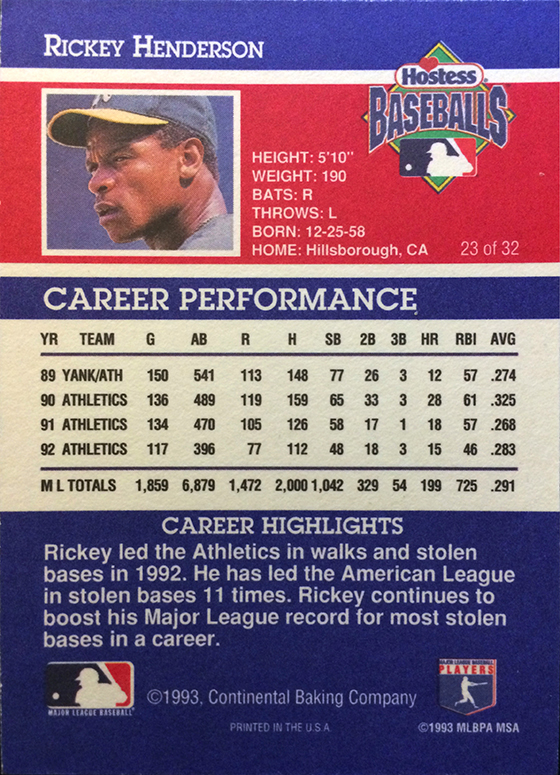 RICKEY HENDERSON
Hostess
BASEBALLS
HEIGHT: 5'10"
WEIGHT: 190
BATS: R
THROWS: L
BORN: 12-25-58
HOME: Hillsborough, CA
23 of 32
CAREER PERFORMANCE
YR TEAM G AB R H SB 2B 3B HR RBI AVG
89 YANK/ATH 150 541 113 148 77 26 3 12 57 .274
90 ATHLETICS 136 489 119 159 65 33 3 28 61 .325
91 ATHLETICS 134 470 105 126 58 17 1 18 57 .268
92 ATHLETICS 117 396 77 112 48 18 3 15 46 .283
M L TOTALS 1,859 6,879 1,472 2,000 1,042 329 54 199 725 .291
CAREER HIGHLIGHTS
Rickey led the Athletics in walks and stolen
bases in 1992. He has led the American League
in stolen bases 11 times. Rickey continues to
boost his Major League record for most stolen
bases in a career.
MAJOR LEAGUE BASEBALL
©1993, Continental Baking Company
MAJOR LEAGUE BASEBALL
PLAYERS
PRINTED IN THE U.S.A.
©1993 MLBPA MSA